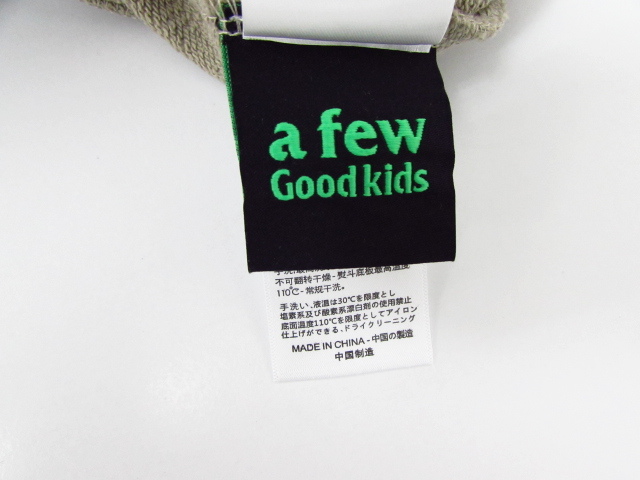 a few
Good kids
不可翻转干燥 - 熨斗底板最高温度
110℃ - 常规干洗。
手洗い、液温は30℃を限度とし
塩素系及び酸素系漂白剤の使用禁止
底面温度110℃を限度としてアイロン
仕上げができる、ドライクリーニング
MADE IN CHINA - 中国の製造
中国制造